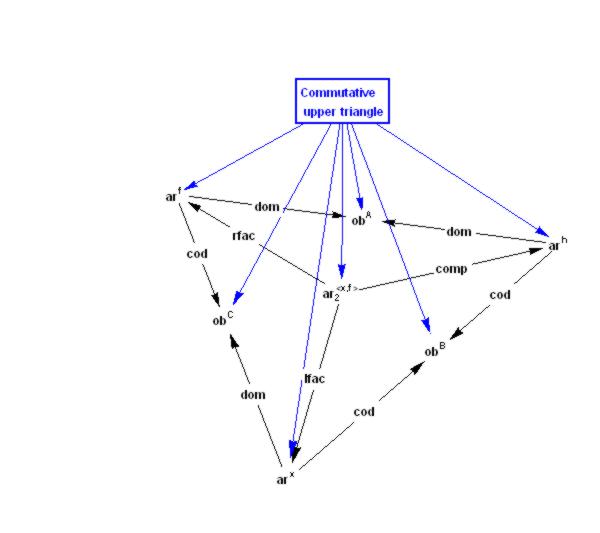 Commutative
upper triangle
ar^f
dom
ob^A
dom
rfac
ar^h
cod
comp
ar_2^<x,f>
cod
ob^C
ob^B
lfac
dom
cod
ar^x